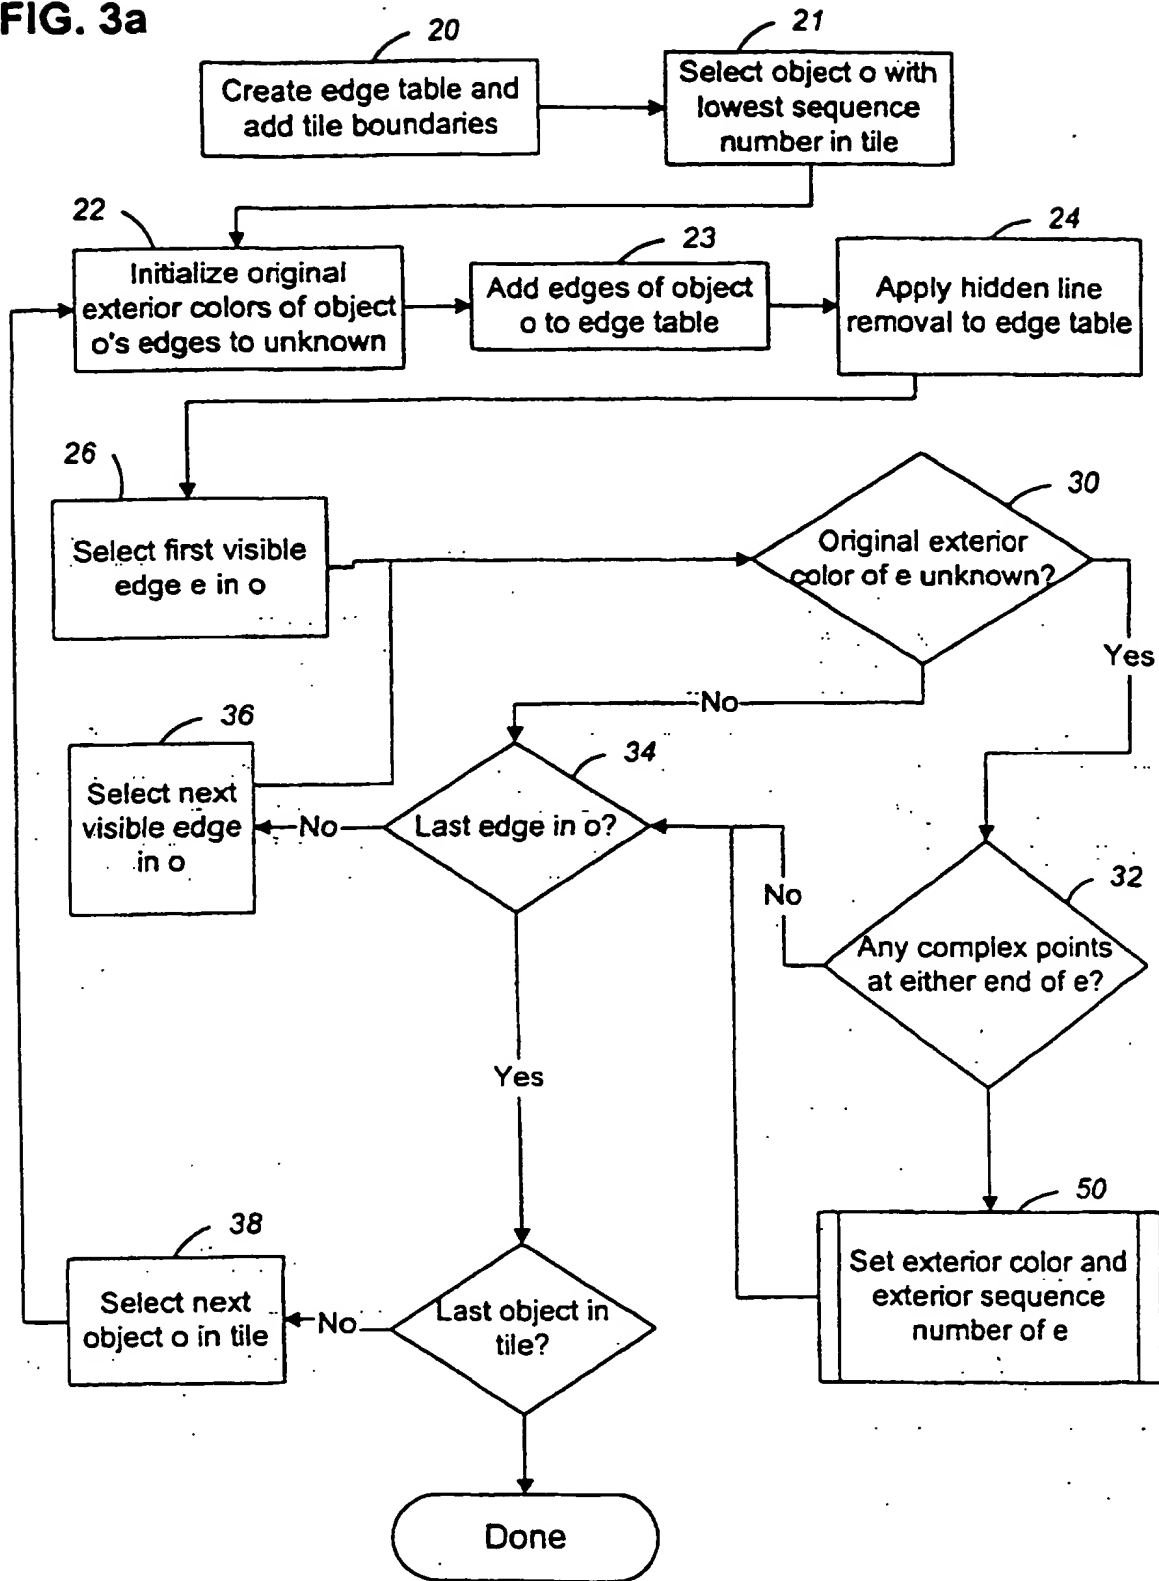 FIG. 3a
20
Create edge table and
add tile boundaries
21
Select object o with
lowest sequence
number in tile
22
Initialize original
exterior colors of object
o's edges to unknown
23
Add edges of object
o to edge table
24
Apply hidden line
removal to edge table
26
Select first visible
edge e in o
30
Original exterior
color of e unknown?
Yes
No
36
Select next
visible edge
in o
No
34
Last edge in o?
No
32
Any complex points
at either end of e?
Yes
50
Set exterior color and
exterior sequence
number of e
38
Select next
object o in tile
No
Last object in
tile?
Done